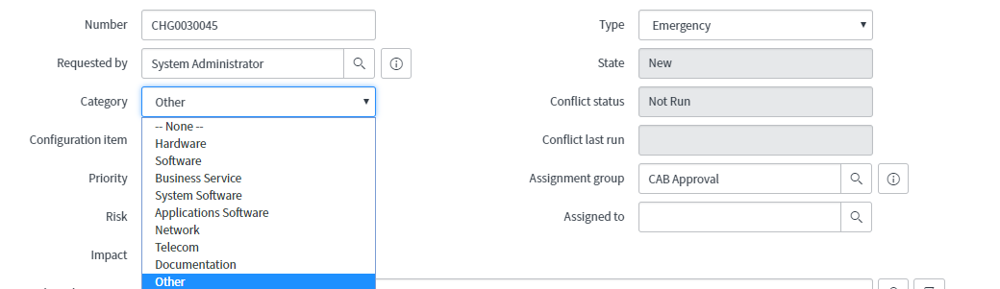 Number CHG0030045 Type Emergency
Requested by System Administrator State New
Category Other Conflict status Not Run
-- None --
Configuration item Hardware Conflict last run
Software
Priority Business Service Assignment group CAB Approval
System Software
Risk Applications Software Assigned to
Network
Impact Telecom
Documentation
Other